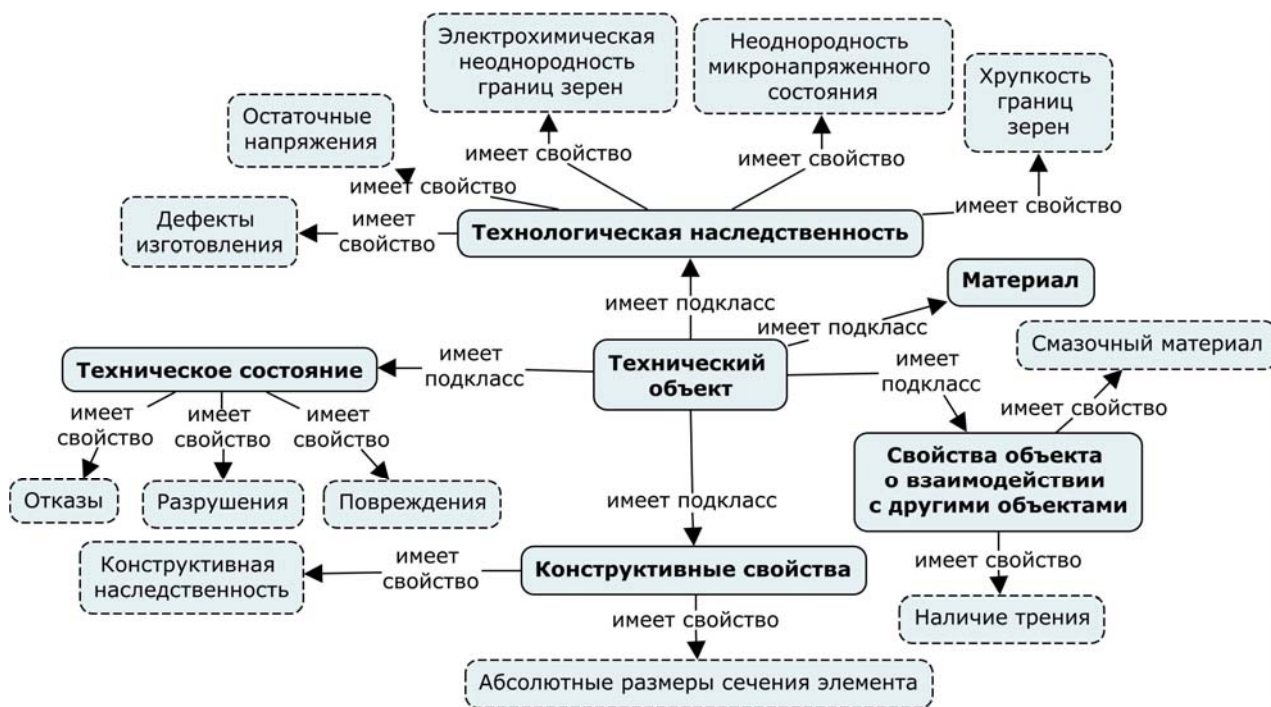 Электрохимическая
неоднородность
границ зерен
Неоднородность
микронапряженного
состояния
Хрупкость
границ
зерен
Остаточные
напряжения
имеет свойство
имеет свойство
имеет свойство
имеет свойство
Дефекты
изготовления
имеет
свойство
Технологическая наследственность
имеет подкласс
Материал
имеет подкласс
Смазочный материал
Техническое состояние
имеет
подкласс
Технический
объект
имеет
подкласс
имеет свойство
имеет
свойство
имеет
свойство
имеет
свойство
Свойства объекта
о взаимодействии
с другими объектами
Отказы
Разрушения
Повреждения
имеет подкласс
Конструктивная
наследственность
имеет
свойство
Конструктивные свойства
имеет свойство
Наличие трения
имеет свойство
Абсолютные размеры сечения элемента